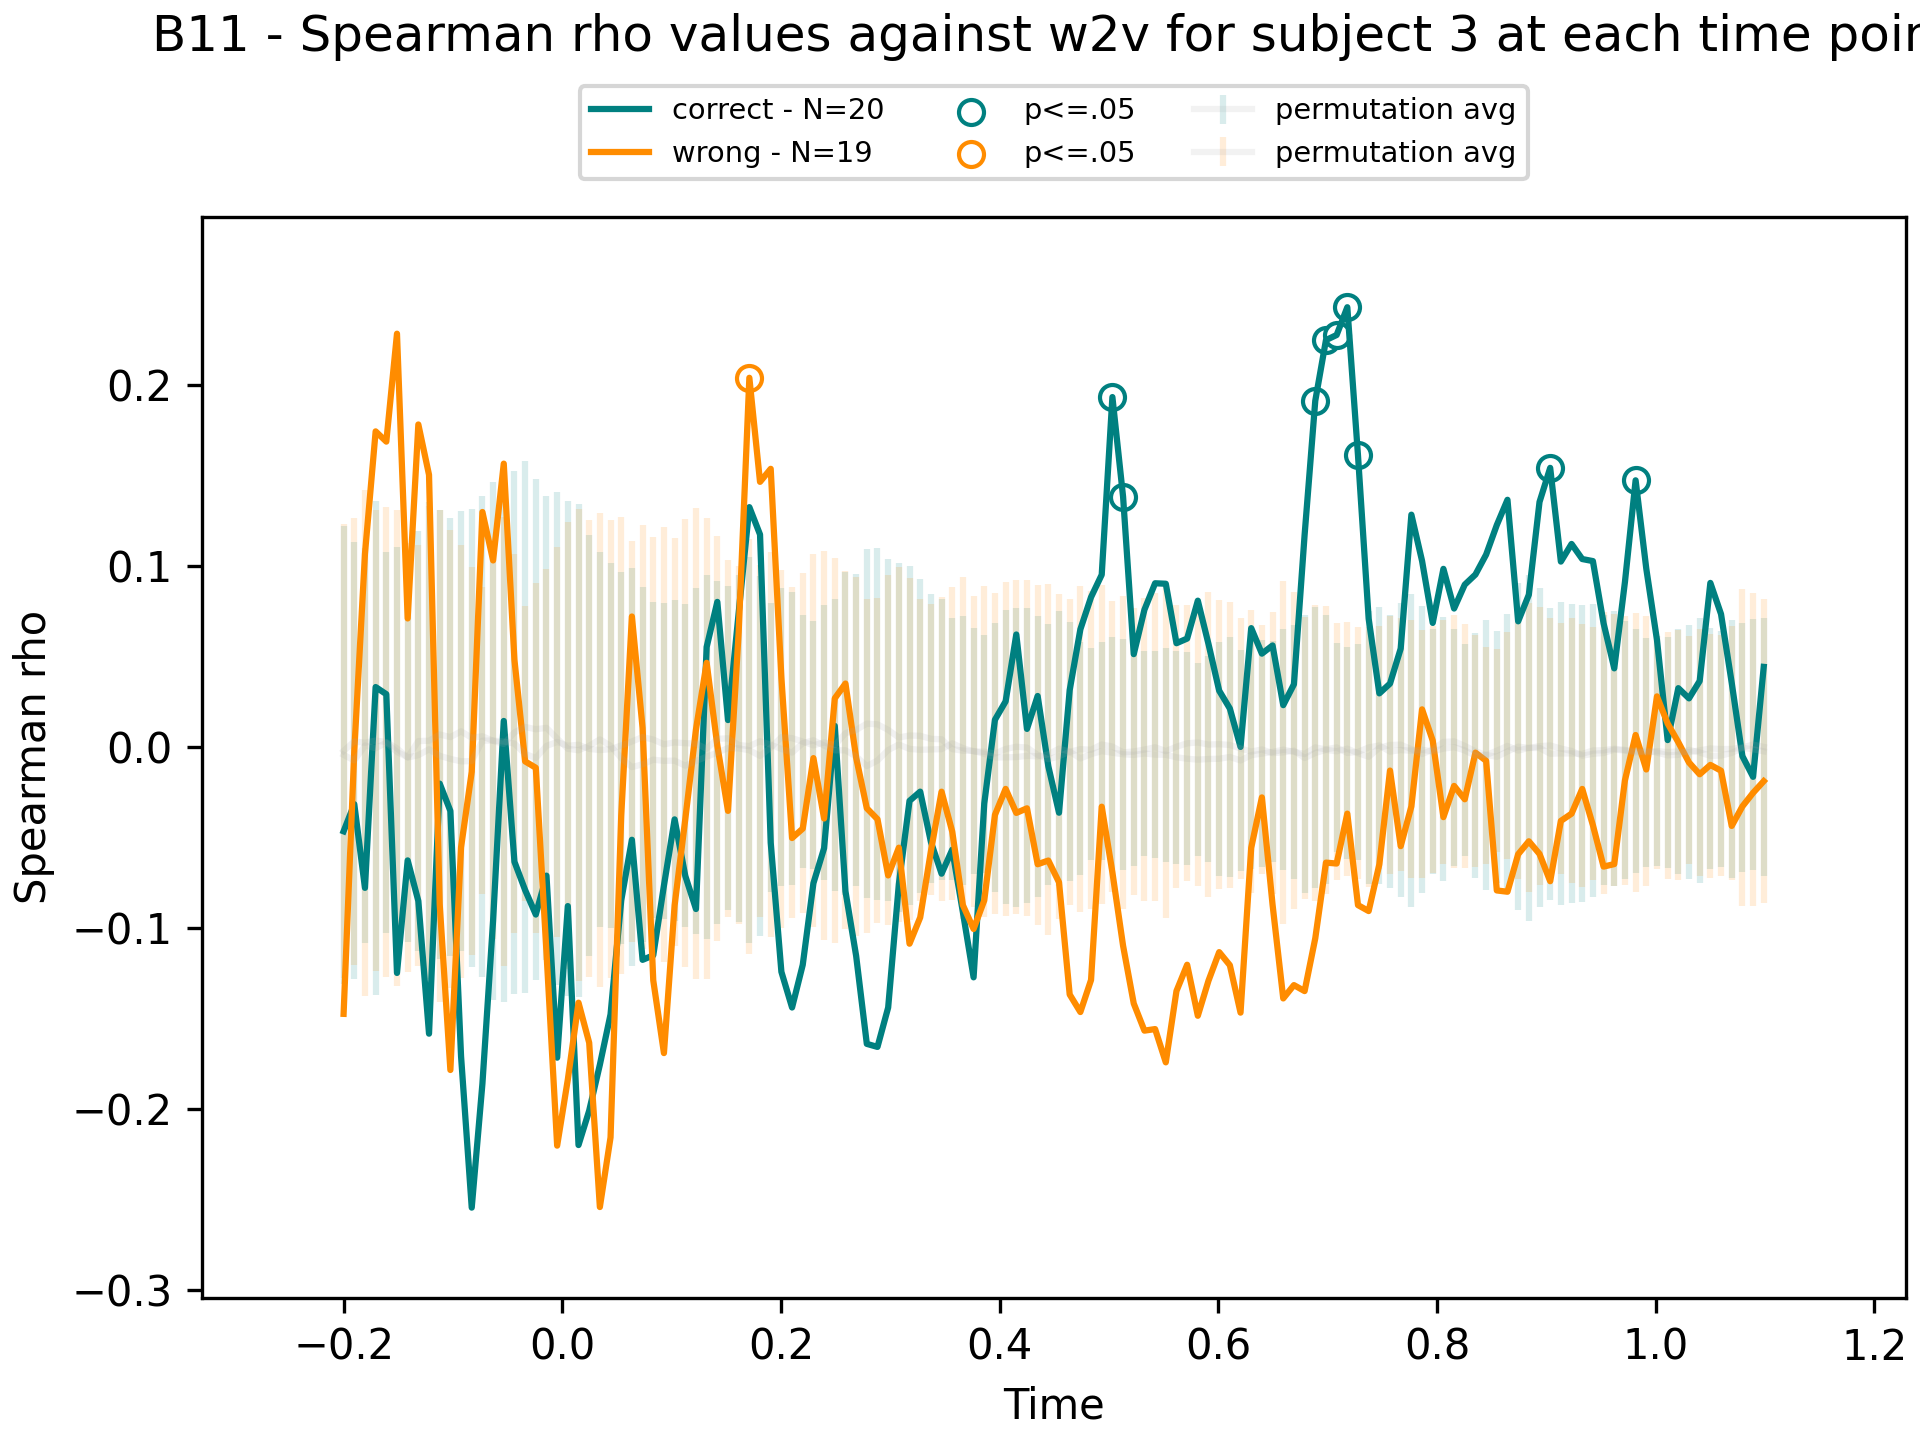 B11 - Spearman rho values against w2v for subject 3 at each time poin
correct - N=20
wrong - N=19
p<=.05
p<=.05
permutation avg
permutation avg
Spearman rho
0.2
0.1
0.0
−0.1
−0.2
−0.3
−0.2 0.0 0.2 0.4 0.6 0.8 1.0 1.2
Time